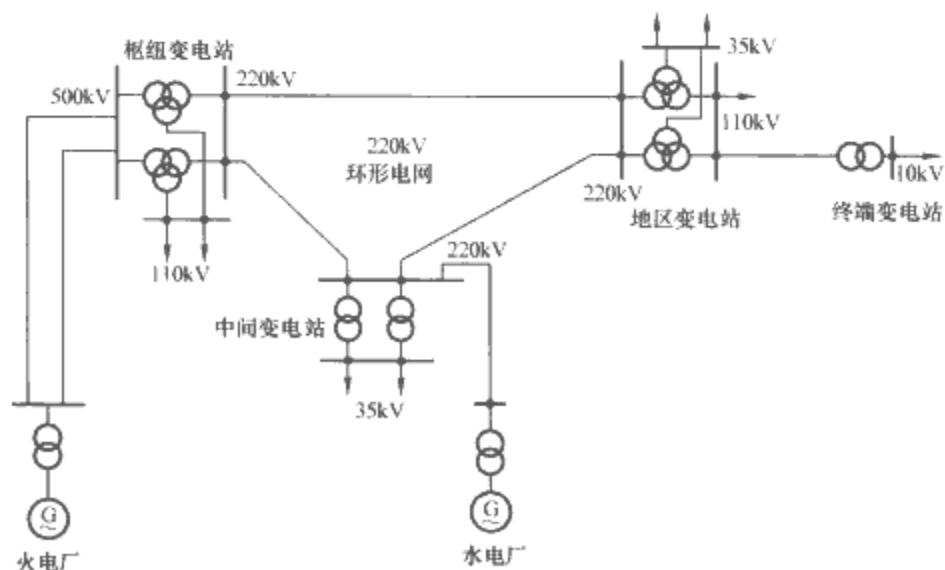 枢纽变电站
35kV
500kV
220kV
110kV
220kV
环形电网
220kV
10kV
地区变电站
终端变电站
110kV
220kV
中间变电站
35kV
G
~
G
~
火电厂
水电厂